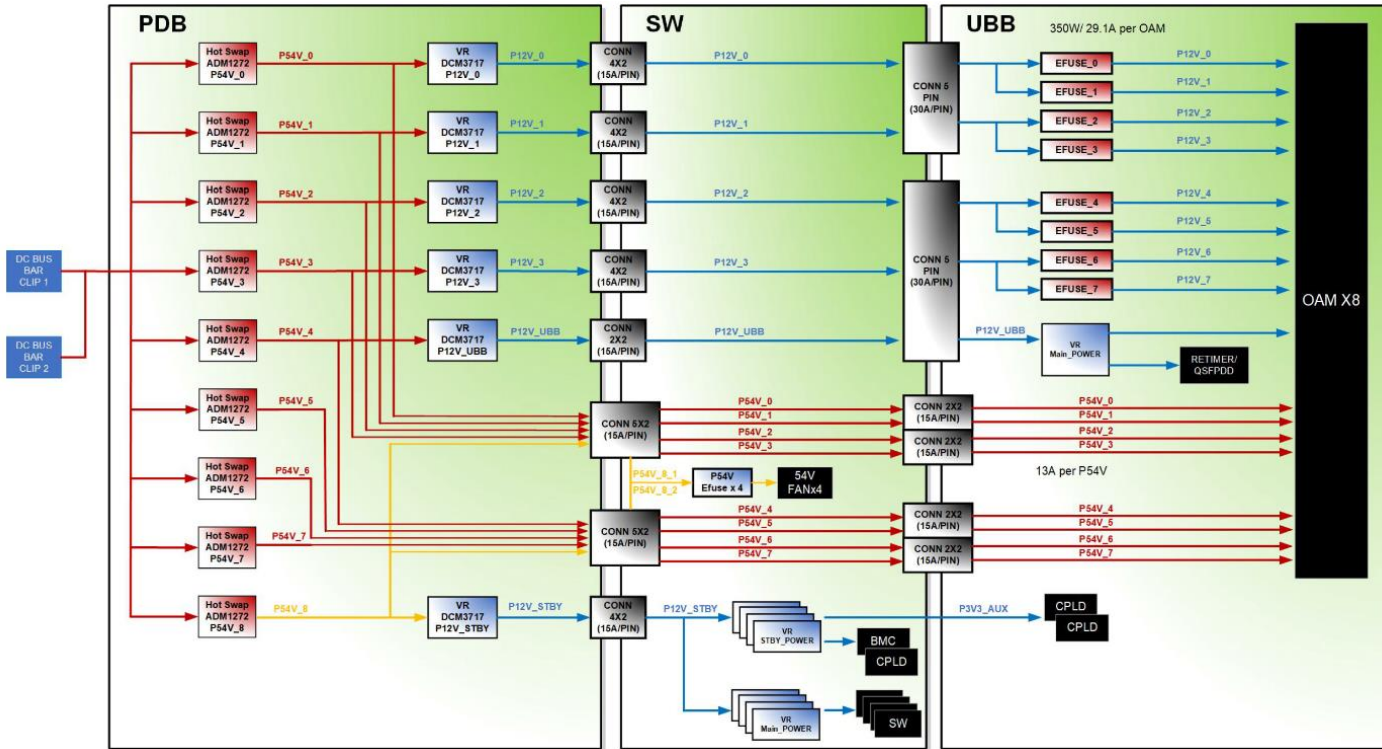 PDB
SW
UBB
350W/ 29.1A per OAM
Hot Swap
ADM1272
P54V_0
P54V_0
VR
DCM3717
P12V_0
P12V_0
CONN
4X2
(15A/PIN)
P12V_0
CONN 5
PIN
(30A/PIN)
EFUSE_0
P12V_0
EFUSE_1
P12V_1
Hot Swap
ADM1272
P54V_1
P54V_1
VR
DCM3717
P12V_1
P12V_1
CONN
4X2
(15A/PIN)
P12V_1
EFUSE_2
P12V_2
EFUSE_3
P12V_3
Hot Swap
ADM1272
P54V_2
P54V_2
VR
DCM3717
P12V_2
P12V_2
CONN
4X2
(15A/PIN)
P12V_2
EFUSE_4
P12V_4
EFUSE_5
P12V_5
DC BUS
BAR
CLIP 1
Hot Swap
ADM1272
P54V_3
P54V_3
VR
DCM3717
P12V_3
P12V_3
CONN
4X2
(15A/PIN)
P12V_3
CONN 5
PIN
(30A/PIN)
EFUSE_6
P12V_6
EFUSE_7
P12V_7
OAM X8
DC BUS
BAR
CLIP 2
Hot Swap
ADM1272
P54V_4
P54V_4
VR
DCM3717
P12V_UBB
P12V_UBB
CONN
2X2
(15A/PIN)
P12V_UBB
P12V_UBB
VR
Main_POWER
RETIMER/
QSFPDD
Hot Swap
ADM1272
P54V_5
P54V_5
CONN 5X2
(15A/PIN)
P54V_0
P54V_1
P54V_2
P54V_3
CONN 2X2
(15A/PIN)
CONN 2X2
(15A/PIN)
P54V_0
P54V_1
P54V_2
P54V_3
13A per P54V
Hot Swap
ADM1272
P54V_6
P54V_6
P54V_8_1
P54V_8_2
P54V
Efuse x 4
54V
FANx4
Hot Swap
ADM1272
P54V_7
P54V_7
CONN 5X2
(15A/PIN)
P54V_4
P54V_5
P54V_6
P54V_7
CONN 2X2
(15A/PIN)
CONN 2X2
(15A/PIN)
P54V_4
P54V_5
P54V_6
P54V_7
Hot Swap
ADM1272
P54V_8
P54V_8
VR
DCM3717
P12V_STBY
P12V_STBY
CONN
4X2
(15A/PIN)
P12V_STBY
VR
STBY_POWER
P3V3_AUX
CPLD
CPLD
BMC
CPLD
VR
Main_POWER
SW